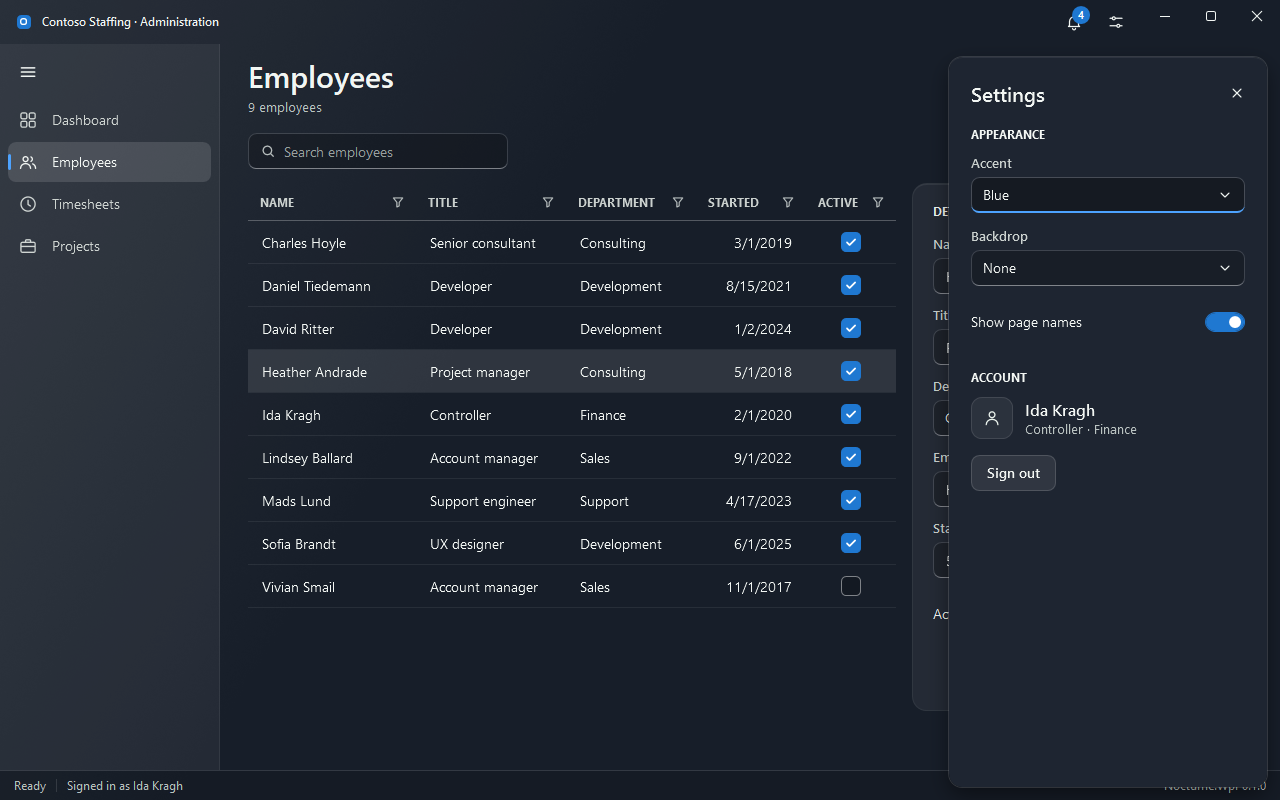 Contoso Staffing · Administration
4
Dashboard
Employees
Timesheets
Projects
Employees
9 employees
Search employees
NAME TITLE DEPARTMENT STARTED ACTIVE
Charles Hoyle Senior consultant Consulting 3/1/2019
Daniel Tiedemann Developer Development 8/15/2021
David Ritter Developer Development 1/2/2024
Heather Andrade Project manager Consulting 5/1/2018
Ida Kragh Controller Finance 2/1/2020
Lindsey Ballard Account manager Sales 9/1/2022
Mads Lund Support engineer Support 4/17/2023
Sofia Brandt UX designer Development 6/1/2025
Vivian Smail Account manager Sales 11/1/2017
Settings
APPEARANCE
Accent
Blue
Backdrop
None
Show page names
ACCOUNT
Ida Kragh
Controller · Finance
Sign out
Ready
Signed in as Ida Kragh